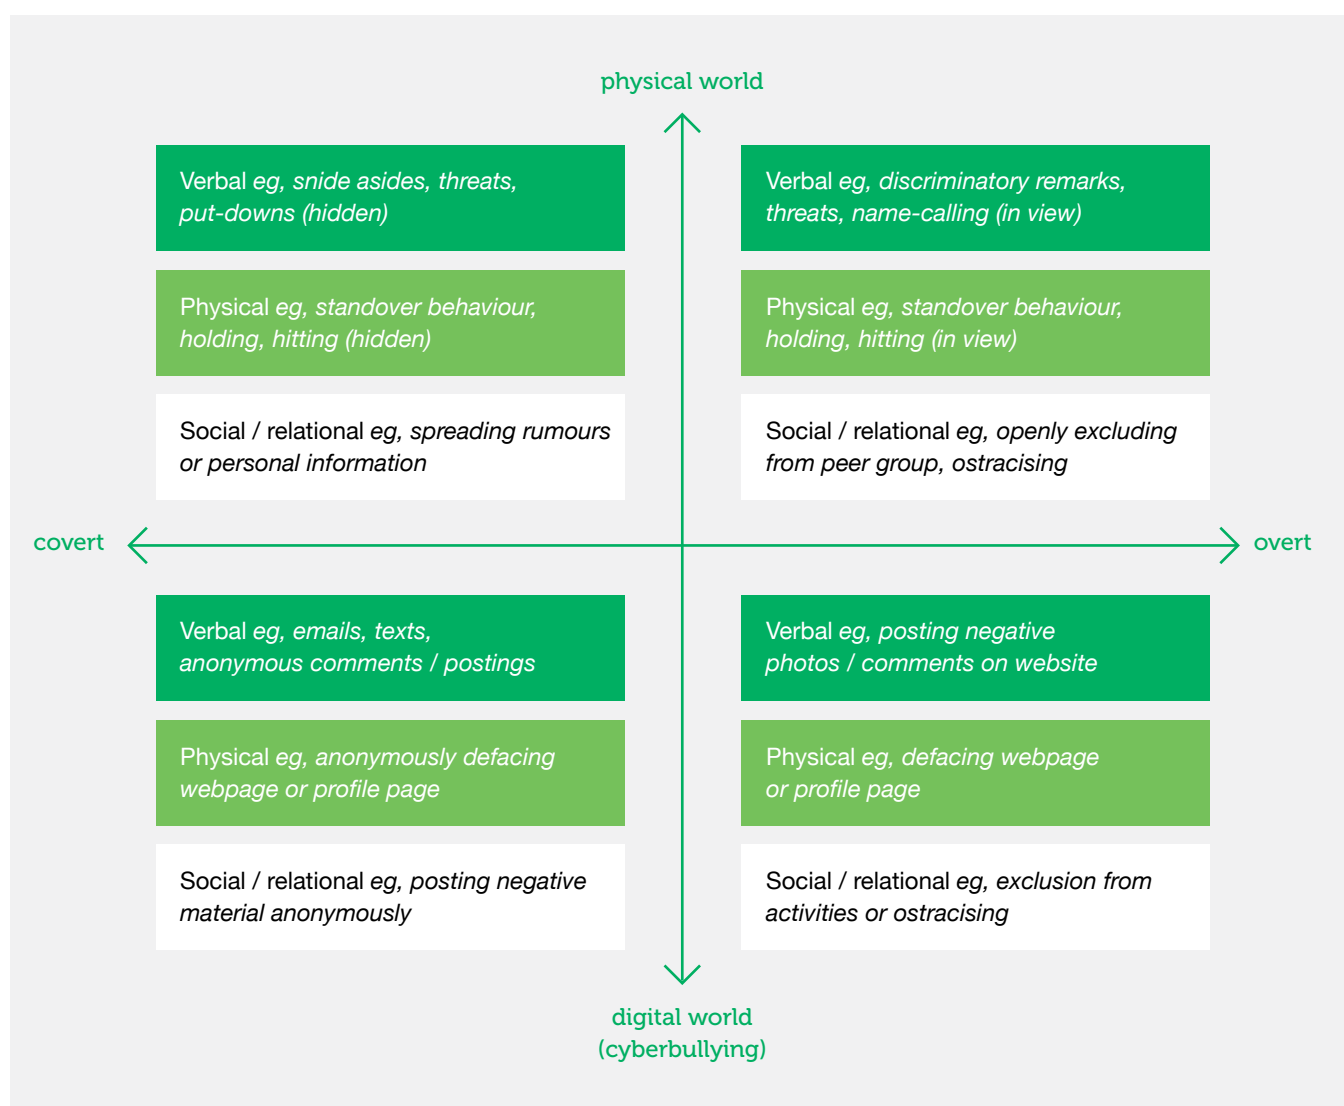 physical world
Verbal eg, snide asides, threats,
put-downs (hidden)
Verbal eg, discriminatory remarks,
threats, name-calling (in view)
Physical eg, standover behaviour,
holding, hitting (hidden)
Physical eg, standover behaviour,
holding, hitting (in view)
Social / relational eg, spreading rumours
or personal information
Social / relational eg, openly excluding
from peer group, ostracising
covert
overt
Verbal eg, emails, texts,
anonymous comments / postings
Verbal eg, posting negative
photos / comments on website
Physical eg, anonymously defacing
webpage or profile page
Physical eg, defacing webpage
or profile page
Social / relational eg, posting negative
material anonymously
Social / relational eg, exclusion from
activities or ostracising
digital world
(cyberbullying)